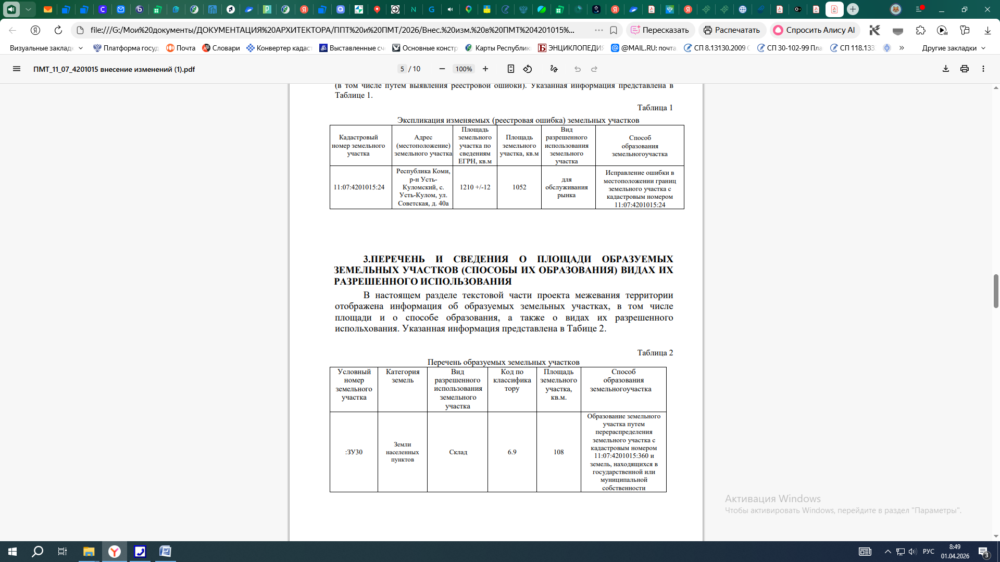 file:///G:/Мои%20документы/ДОКУМЕНТАЦИЯ%20АРХИТЕКТОРА/ППТ%20и%20ПМТ/2026/Внес.%20изм.%20в%20ПМТ%204201015%...
Пересказать
Распечатать
Спросить Алису AI
Визуальные заклад
Платформа госуд
Почта
Словари
Конвертер кадаст
Выставленные сч
Основные констр
Карты Республик
ЭНЦИКЛОПЕДИЯ
@MAIL.RU: почта
СП 8.13130.2009
СП 30-102-99 Пла
СП 118.133
Другие закладки
ПМТ_11_07_4201015 внесение изменений (1).pdf
5 / 10
100%
(в том числе путем выявления реестровой ошибки). Указанная информация представлена в
Таблице 1.
Таблица 1
Экспликация изменяемых (реестровая ошибка) земельных участков
Кадастровый
номер земельного
участка
Адрес
(местоположение)
земельного участка
Площадь
земельного
участка по
сведениям
ЕГРН, кв.м
Площадь
земельного
участка, кв.м
Вид
разрешенного
использования
земельного
участка
Способ
образования
земельногоучастка
11:07:4201015:24
Республика Коми,
р-н Усть-
Куломский, с.
Усть-Кулом, ул.
Советская, д. 40а
1210 +/-12
1052
для
обслуживания
рынка
Исправление ошибки в
местоположении границ
земельного участка с
кадастровым номером
11:07:4201015:24
3.ПЕРЕЧЕНЬ И СВЕДЕНИЯ О ПЛОЩАДИ ОБРАЗУЕМЫХ
ЗЕМЕЛЬНЫХ УЧАСТКОВ (СПОСОБЫ ИХ ОБРАЗОВАНИЯ) ВИДАХ ИХ
РАЗРЕШЕННОГО ИСПОЛЬЗОВАНИЯ
В настоящем разделе текстовой части проекта межевания территории
отображена информация об образуемых земельных участках, в том числе
площади и о способе образования, а также о видах их разрешенного
испольхования. Указанная информация представлена в Табице 2.
Таблица 2
Перечень образуемых земельных участков
Условный
номер
земельного
участка
Категория
земель
Вид
разрешенного
использования
земельного
участка
Код по
классифика
тору
Площадь
земельного
участка,
кв.м.
Способ
образования
земельногоучастка
:ЗУ30
Земли
населенных
пунктов
Склад
6.9
108
Образование земельного
участка путем
перераспределения
земельного участка с
кадастровым номером
11:07:4201015:360 и
земель, находящихся в
государственной или
муниципальной
собственности
Активация Windows
Чтобы активировать Windows, перейдите в раздел "Параметры".
РУС
8:49
01.04.2026
3